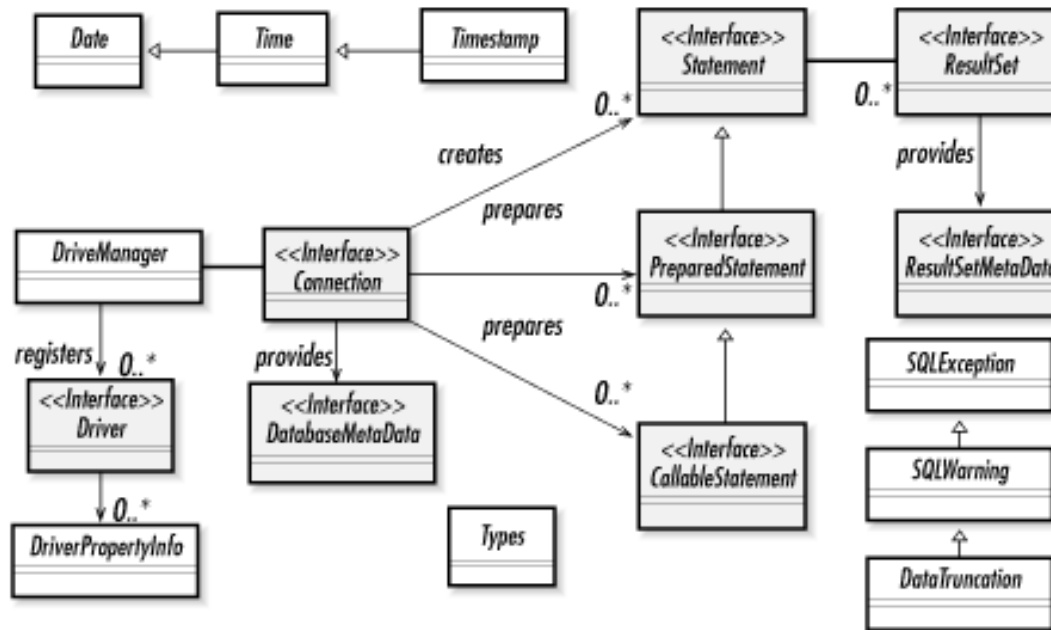 Date
Time
Timestamp
<<Interface>>
Statement
<<Interface>>
ResultSet
0..*
0..*
creates
provides
prepares
DriveManager
<<Interface>>
Connection
<<Interface>>
PreparedStatement
<<Interface>>
ResultSetMetaData
0..*
prepares
registers
0..*
provides
<<Interface>>
Driver
<<Interface>>
DatabaseMetaData
0..*
<<Interface>>
CallableStatement
SQLException
SQLWarning
0..*
DriverPropertyInfo
Types
DataTruncation